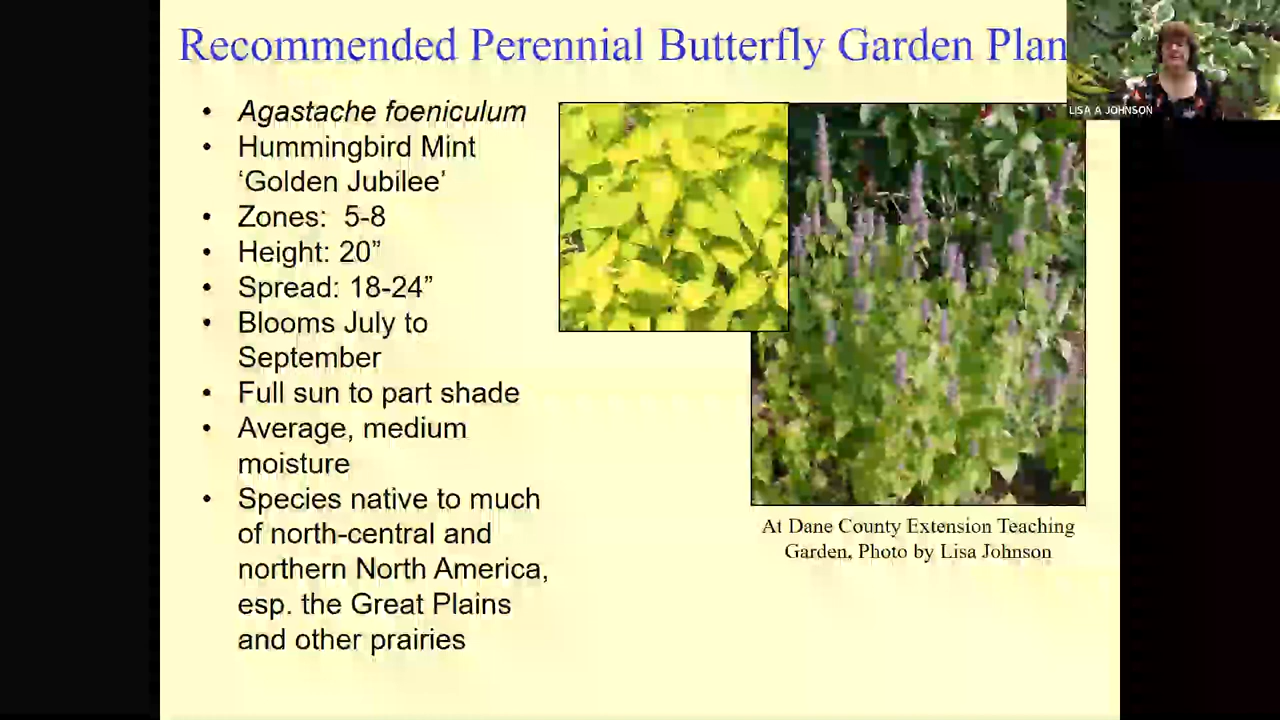 Recommended Perennial Butterfly Garden Plan
LISA A JOHNSON
• Agastache foeniculum
• Hummingbird Mint
‘Golden Jubilee’
• Zones: 5-8
• Height: 20”
• Spread: 18-24”
• Blooms July to
September
• Full sun to part shade
• Average, medium
moisture
• Species native to much
of north-central and
northern North America,
esp. the Great Plains
and other prairies
At Dane County Extension Teaching
Garden, Photo by Lisa Johnson